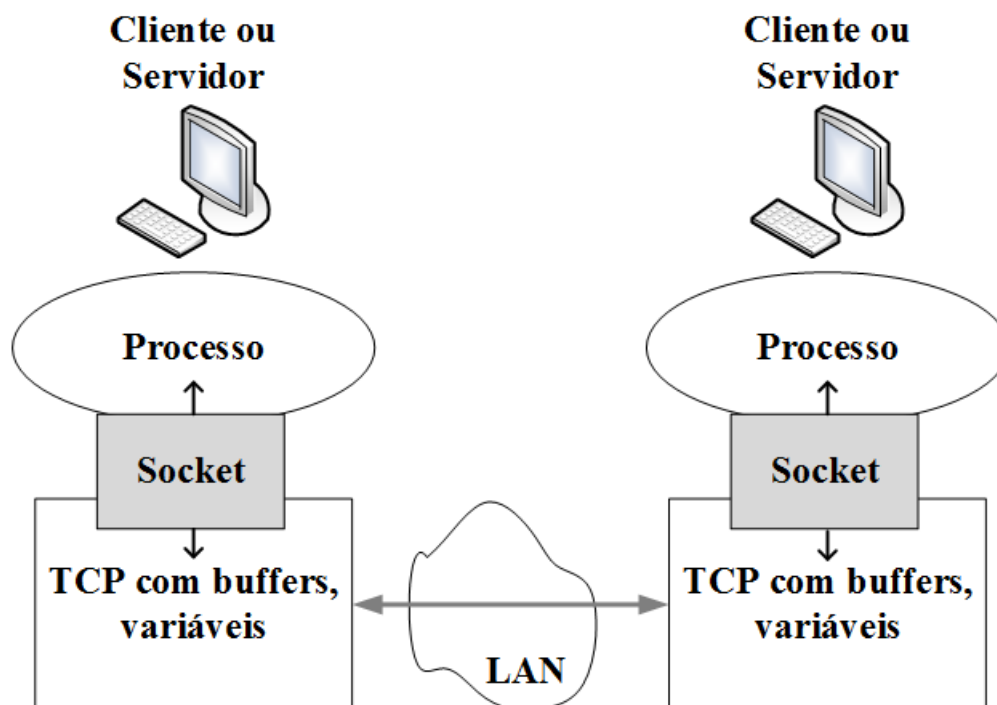 Cliente ou
Servidor
Processo
Socket
TCP com buffers,
variáveis
Cliente ou
Servidor
Processo
Socket
TCP com buffers,
variáveis
LAN